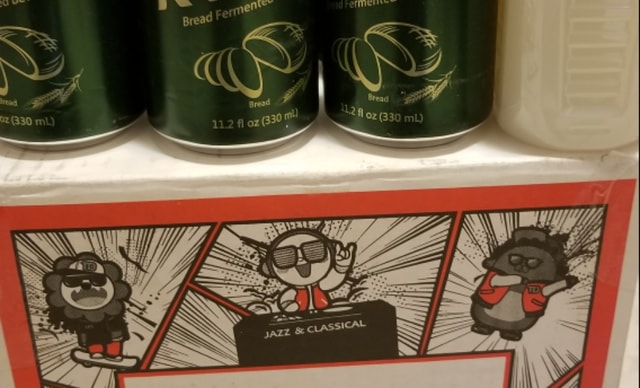 Bread Fermented
Bread
11.2 fl oz (330 mL)
Bread
11.2 fl oz (330 mL)
JAZZ & CLASSICAL